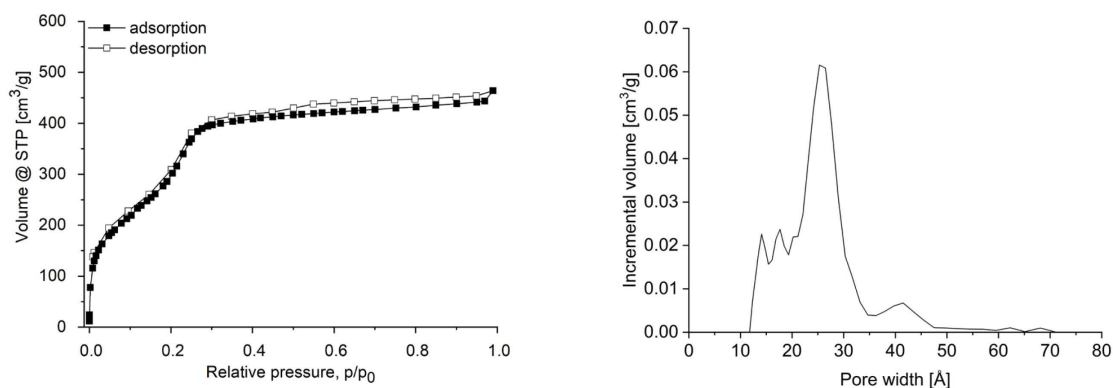 adsorption
desorption
Volume @ STP [cm³/g]
600
500
400
300
200
100
0
0.0 0.2 0.4 0.6 0.8 1.0
Relative pressure, p/p₀
Incremental volume [cm³/g]
0.07
0.06
0.05
0.04
0.03
0.02
0.01
0.00
0 10 20 30 40 50 60 70 80
Pore width [Å]